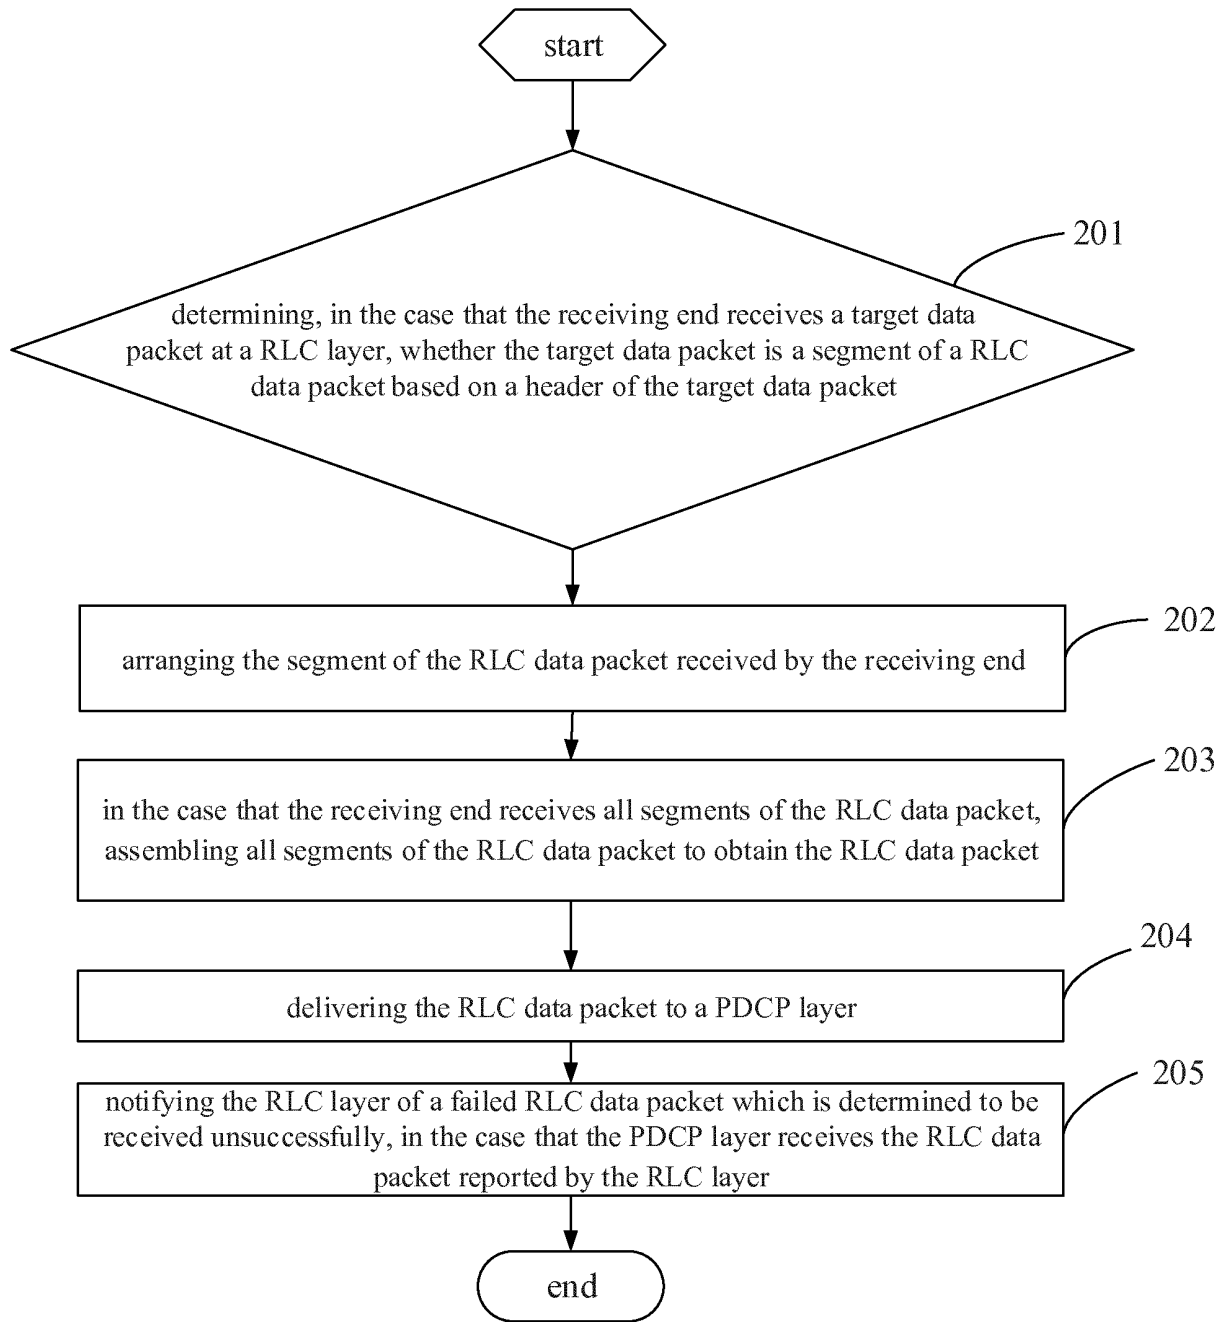 start
201
determining, in the case that the receiving end receives a target data
packet at a RLC layer, whether the target data packet is a segment of a RLC
data packet based on a header of the target data packet
202
arranging the segment of the RLC data packet received by the receiving end
203
in the case that the receiving end receives all segments of the RLC data packet,
assembling all segments of the RLC data packet to obtain the RLC data packet
204
delivering the RLC data packet to a PDCP layer
205
notifying the RLC layer of a failed RLC data packet which is determined to be
received unsuccessfully, in the case that the PDCP layer receives the RLC data
packet reported by the RLC layer
end